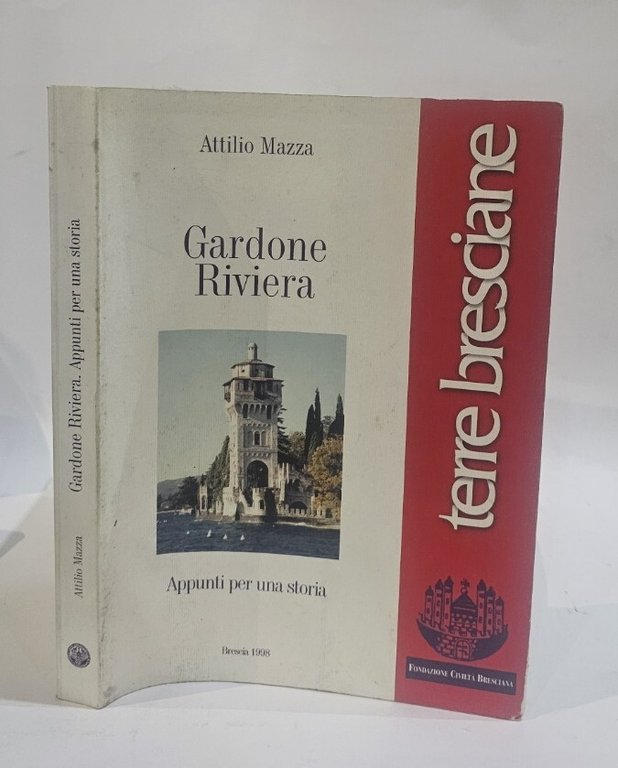 Attilio Mazza
Gardone
Riviera
Appunti per una storia
Brescia 1998
terre bresciane
FONDAZIONE CIVILTÀ BRESCIANA
Gardone Riviera. Appunti per una storia
Attilio Mazza